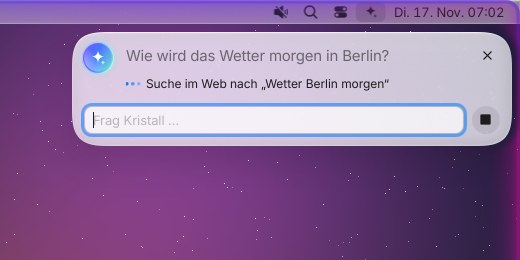 Di. 17. Nov. 07:02
Wie wird das Wetter morgen in Berlin?
Suche im Web nach „Wetter Berlin morgen“
Frag Kristall ...